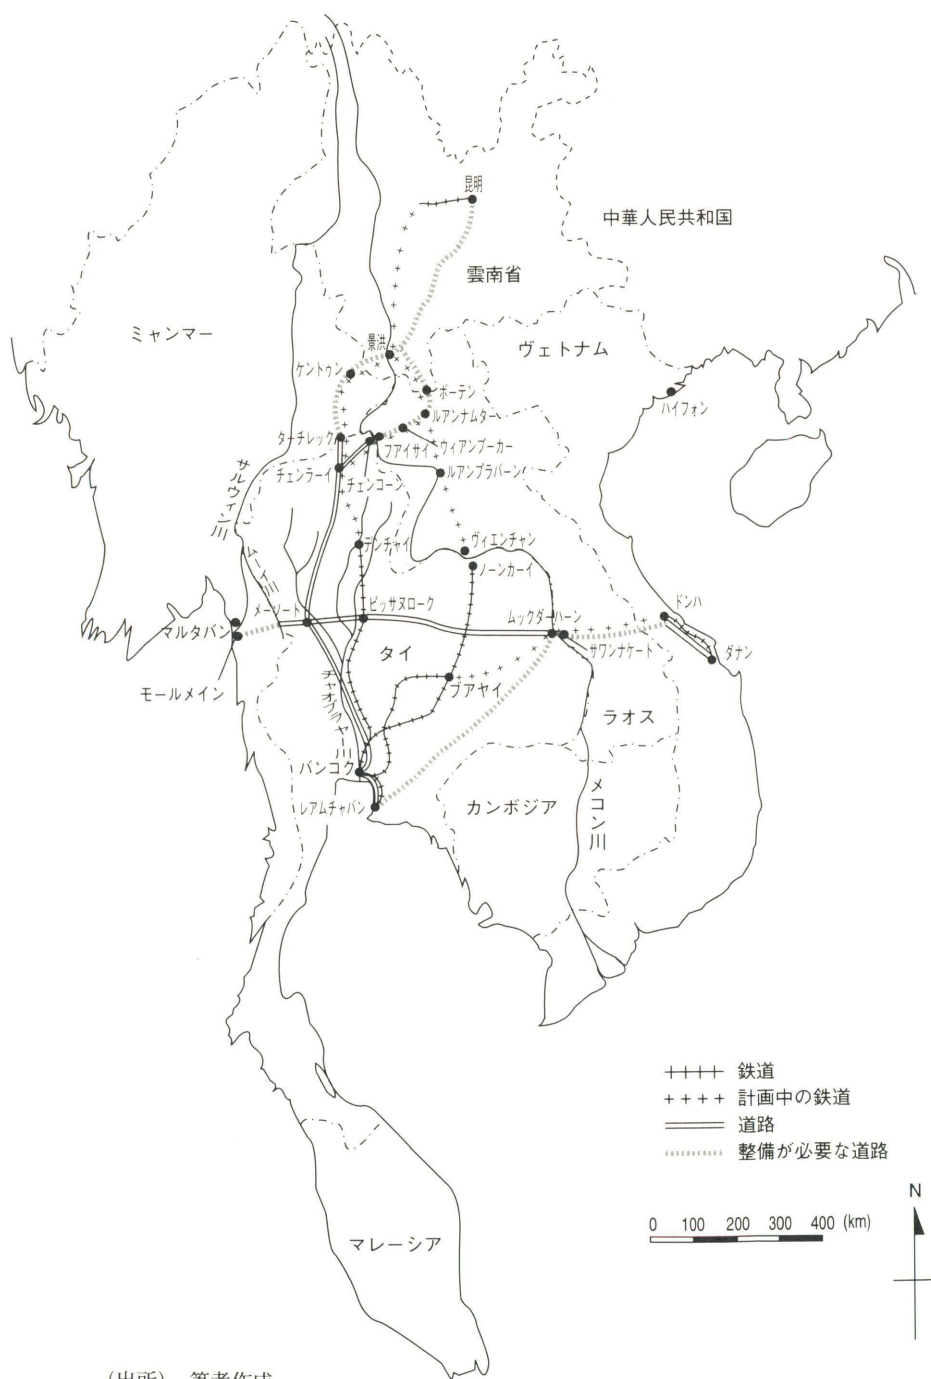 昆明
中華人民共和国
雲南省
ミャンマー
景洪
ヴェトナム
ケントゥン
ボーテン
ハイフォン
ルアンナムター
ターチレック
フアイサイ
ウィアンプーカー
チェンラーイ
チェンコーン
ルアンプラバーン
サルウィン川
デンチャイ
ヴィエンチャン
ノーンカーイ
ムーイ川
メーソート
ピッサヌローク
ムックダーハーン
ドンハ
マルタバン
タイ
サワンナケート
ダナン
モールメイン
チャオプラヤー川
ブアヤイ
ラオス
バンコク
レアムチャバン
カンボジア
メコン川
鉄道
計画中の鉄道
道路
整備が必要な道路
N
0 100 200 300 400 (km)
マレーシア
(出所) 筆者作成